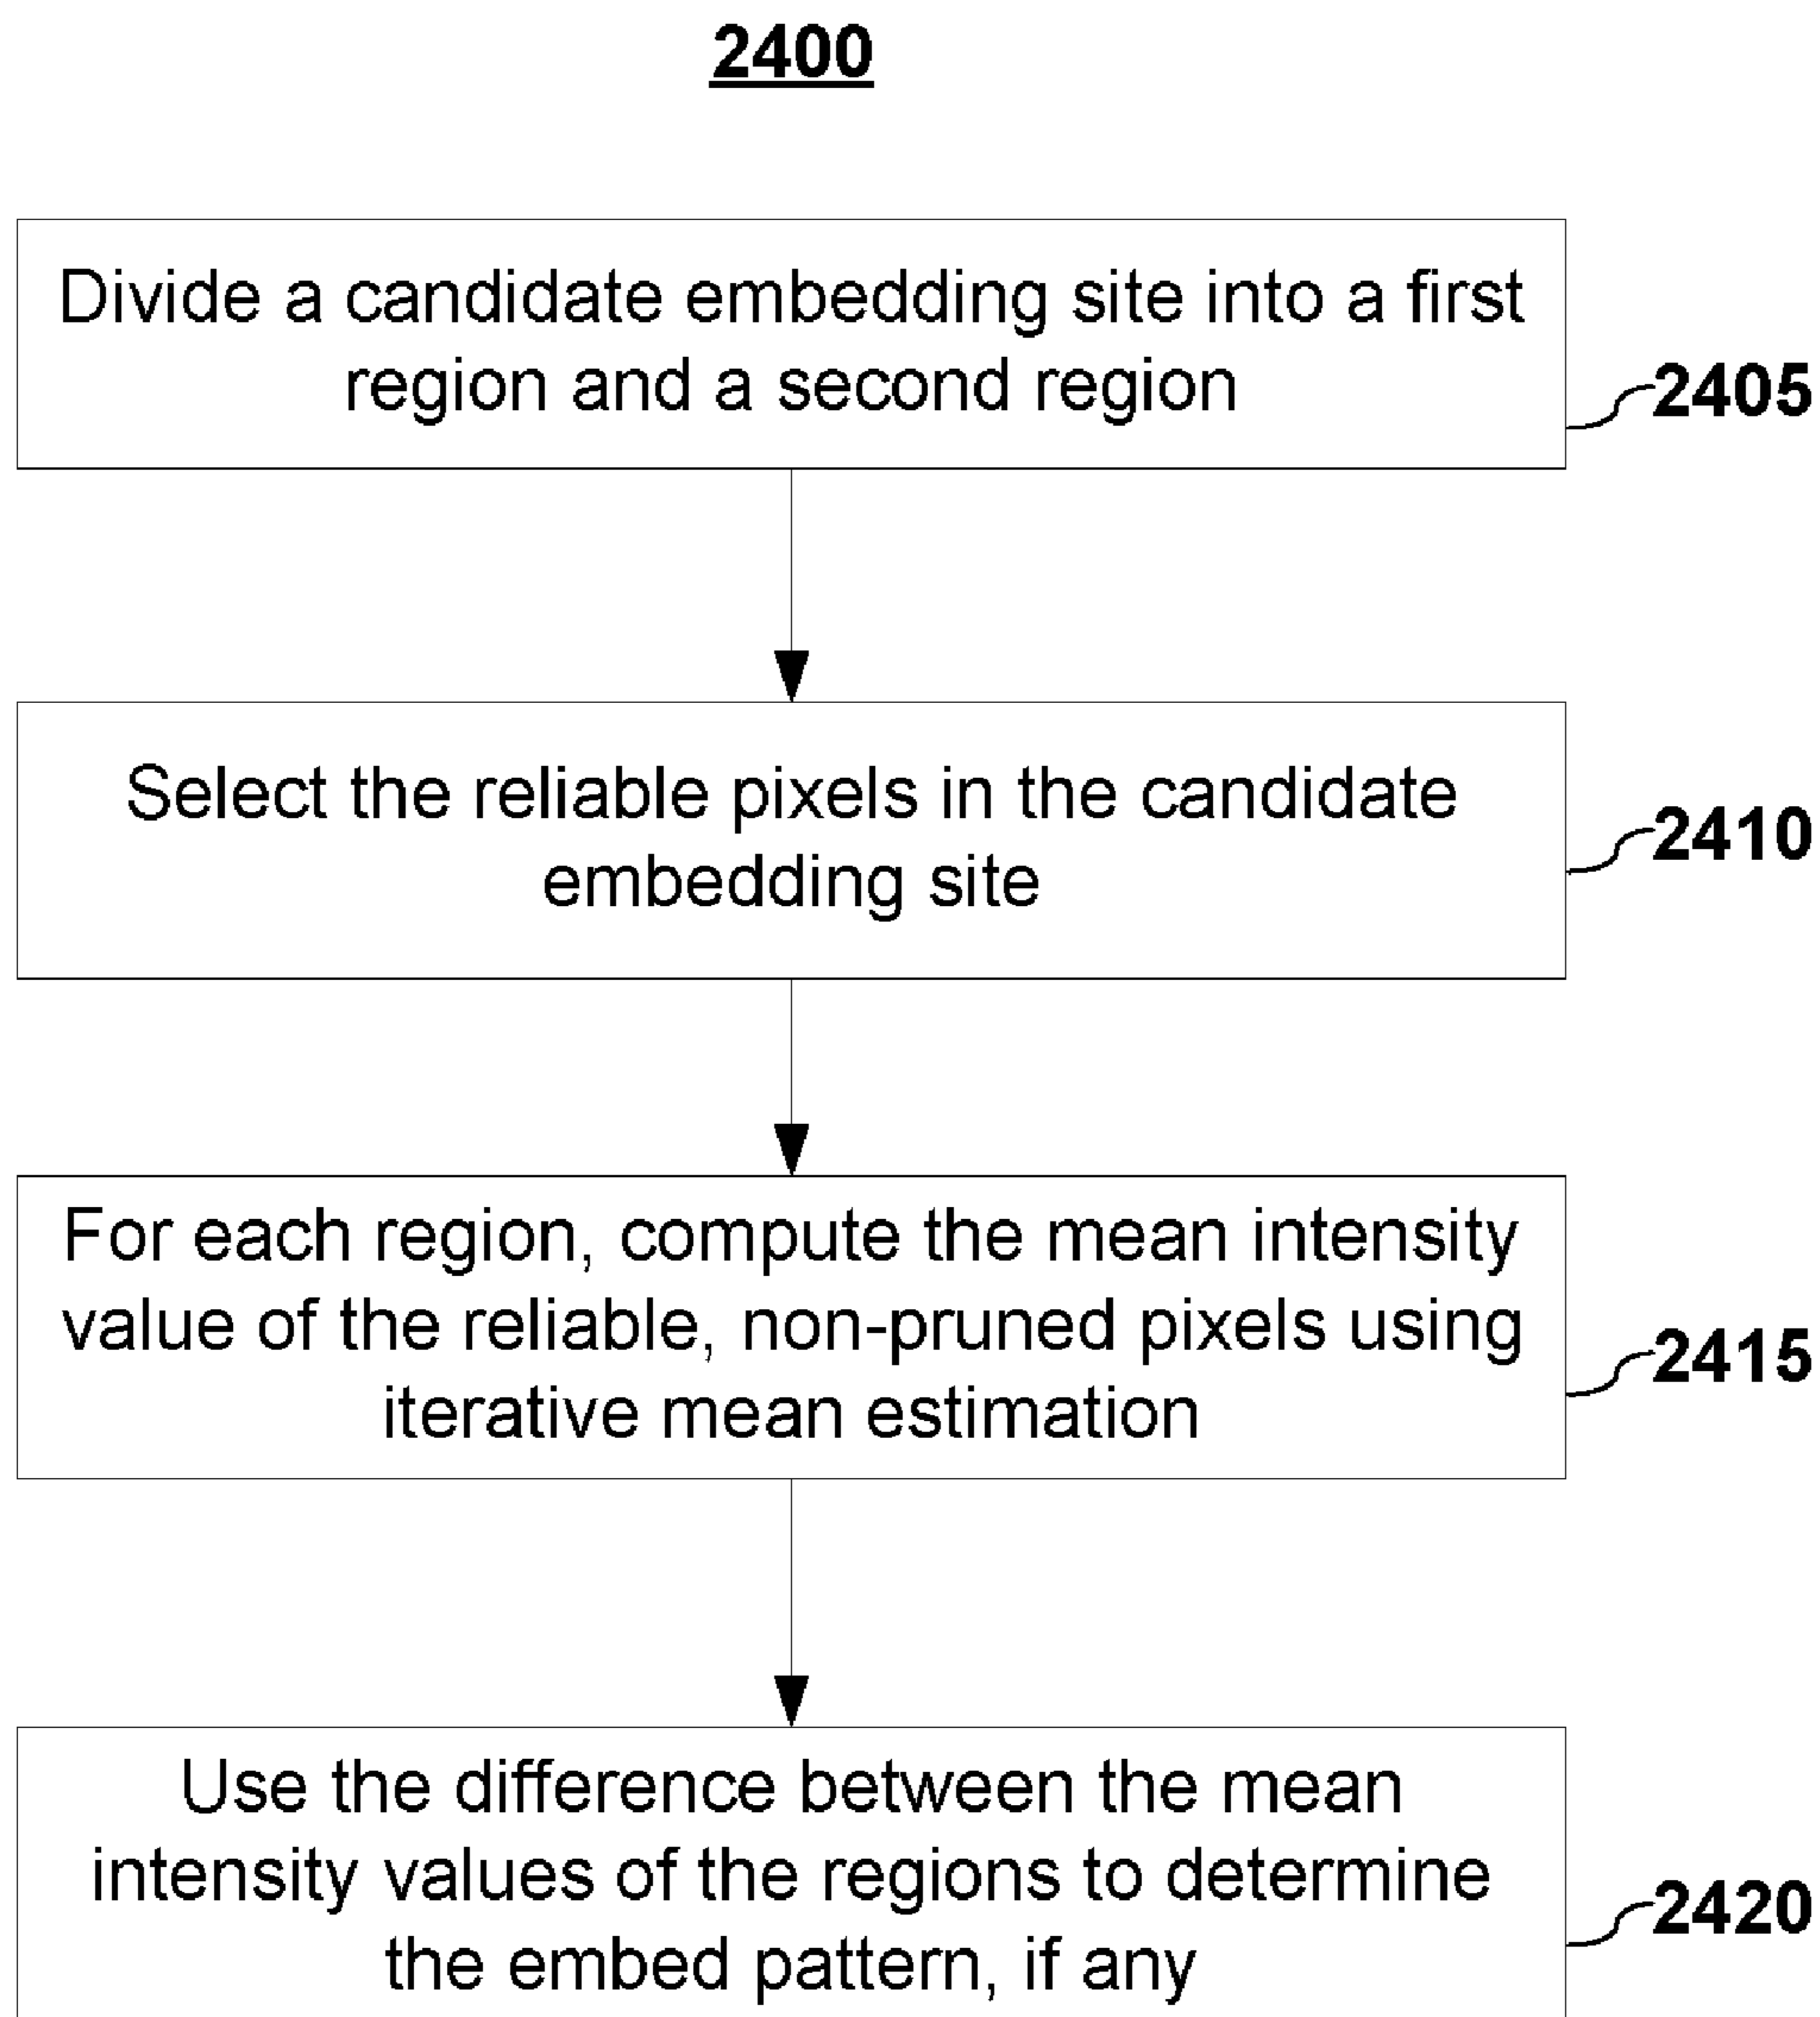 2400
Divide a candidate embedding site into a first
region and a second region
2405
Select the reliable pixels in the candidate
embedding site
2410
For each region, compute the mean intensity
value of the reliable, non-pruned pixels using
iterative mean estimation
2415
Use the difference between the mean
intensity values of the regions to determine
the embed pattern, if any
2420